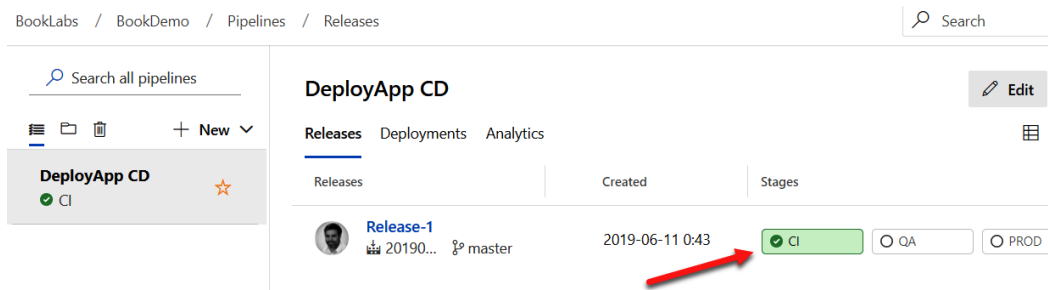 BookLabs / BookDemo / Pipelines / Releases
Search
Search all pipelines
New
DeployApp CD
CI
DeployApp CD
Edit
Releases Deployments Analytics
Releases Created Stages
Release-1
20190... master
2019-06-11 0:43
CI
QA
PROD